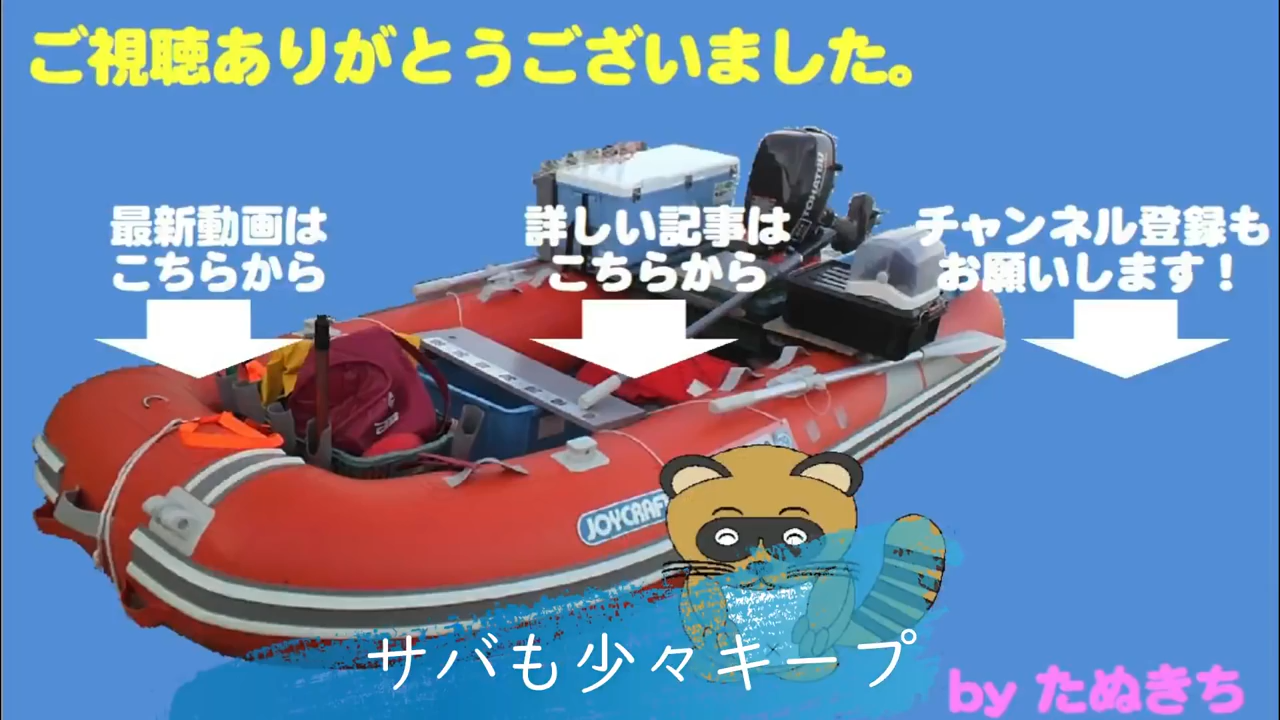 ご視聴ありがとうございました。
最新動画は
こちらから
詳しい記事は
こちらから
チャンネル登録も
お願いします！
TOHATSU
JOYCRAF
サバも少々キープ
by たぬきち